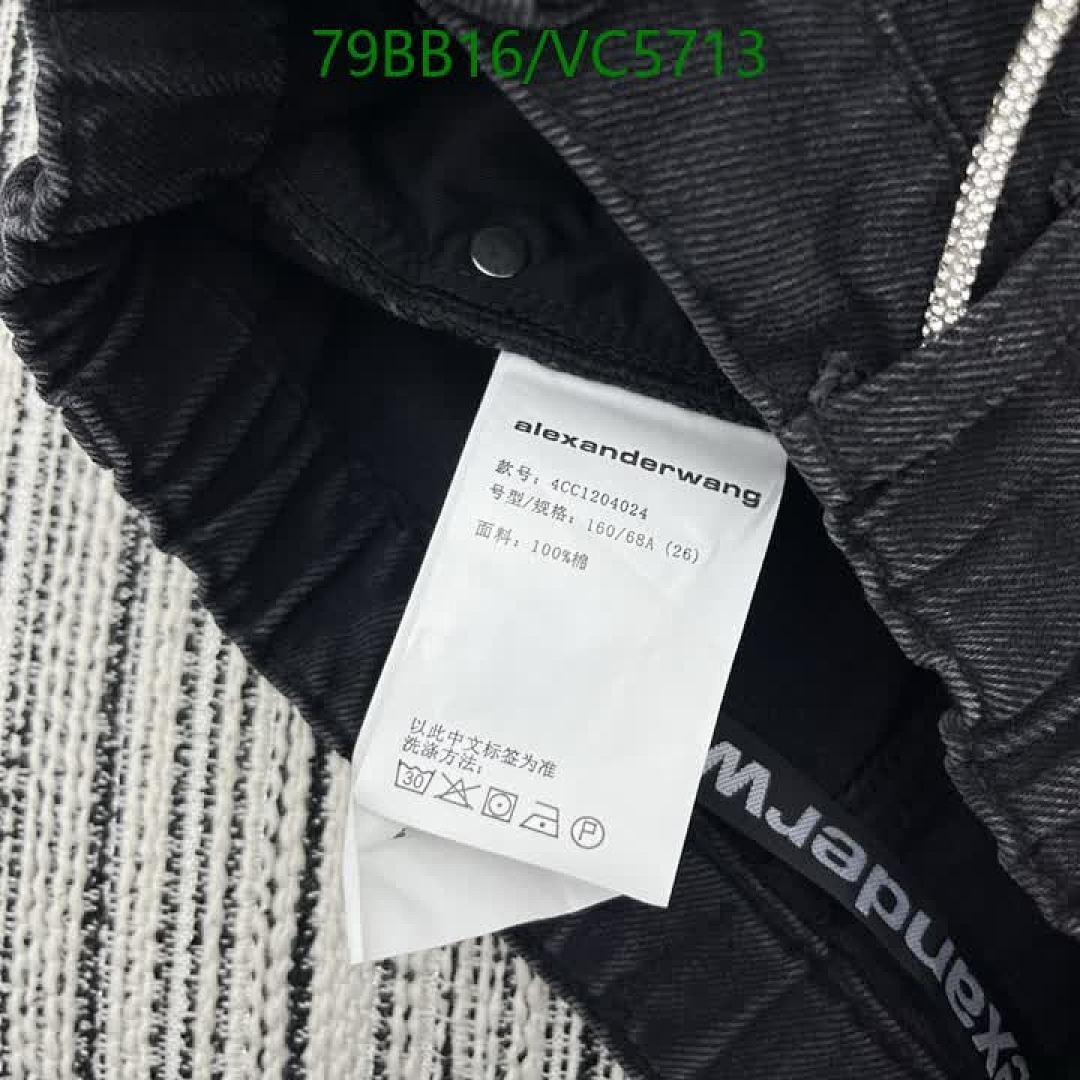 79BB16/VC5713
alexanderwang
款号：4CC1204024
号型/规格：160/68A (26)
面料：100%棉
以此中文标签为准
洗涤方法：
30
P
exanderw